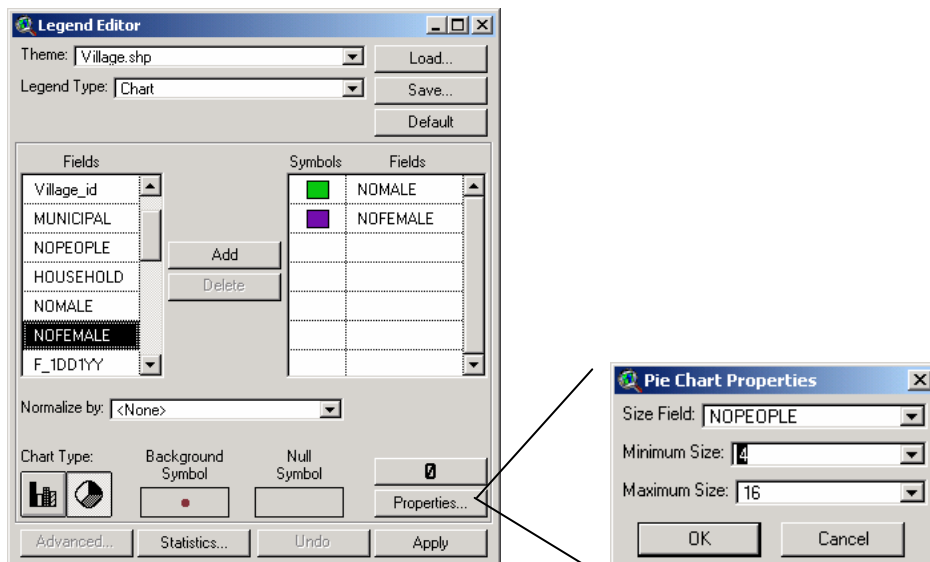 Legend Editor
Theme: Village.shp
Load...
Legend Type: Chart
Save...
Default
Fields
Symbols Fields
Village_id
MUNICIPAL
NOPEOPLE
HOUSEHOLD
NOMALE
NOFEMALE
F_1DD1YY
Add
Delete
NOMALE
NOFEMALE
Normalize by: <None>
Chart Type:
Background
Symbol
Null
Symbol
Ø
Properties...
Advanced...
Statistics...
Undo
Apply
Pie Chart Properties
Size Field: NOPEOPLE
Minimum Size: 4
Maximum Size: 16
OK
Cancel